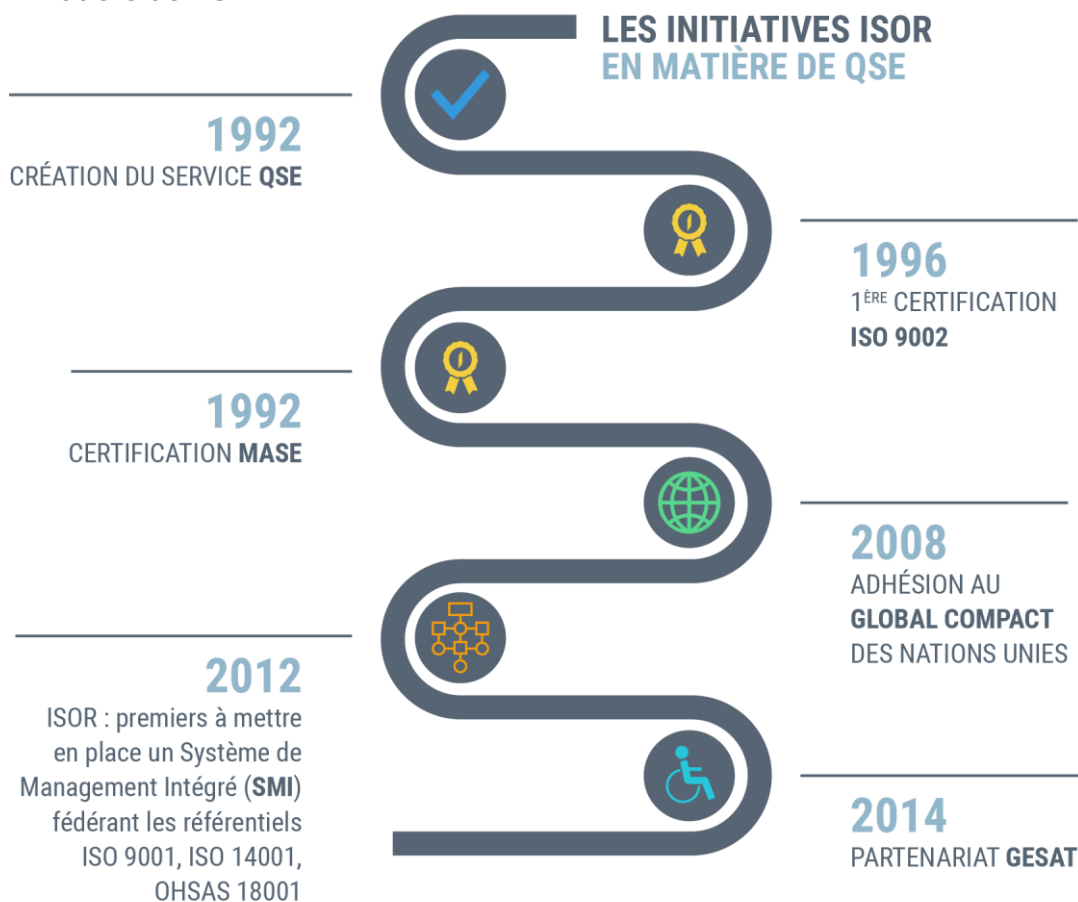 LES INITIATIVES ISOR
EN MATIÈRE DE QSE
1992
CRÉATION DU SERVICE QSE
1996
1ÈRE CERTIFICATION
ISO 9002
1992
CERTIFICATION MASE
2008
ADHÉSION AU
GLOBAL COMPACT
DES NATIONS UNIES
2012
ISOR : premiers à mettre
en place un Système de
Management Intégré (SMI)
fédérant les référentiels
ISO 9001, ISO 14001,
OHSAS 18001
2014
PARTENARIAT GESAT